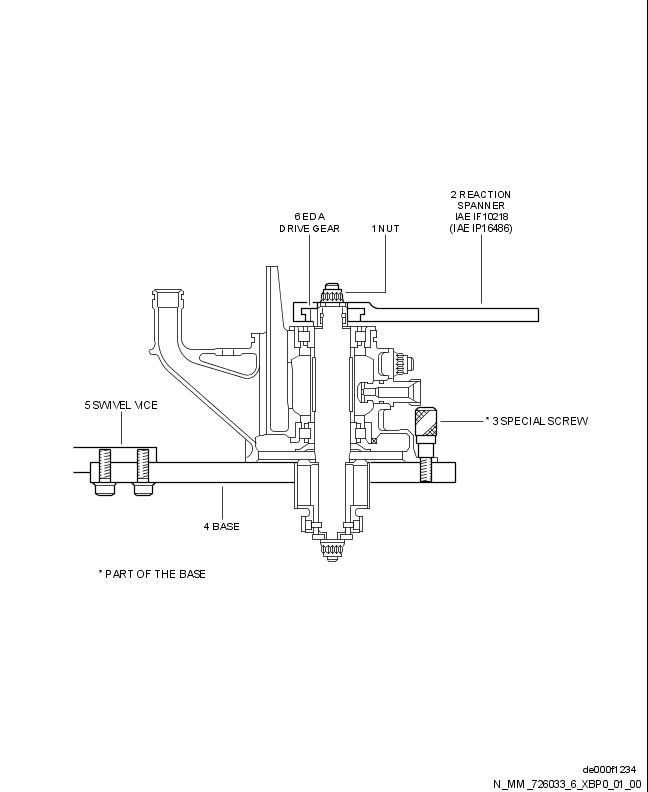 2 REACTION
SPANNER
IAE IF10218
(IAE IP16486)
6 EDA
DRIVE GEAR
1 NUT
5 SWIVEL VICE
* 3 SPECIAL SCREW
4 BASE
* PART OF THE BASE
de000f1234
N_MM_726033_6_XBP0_01_00